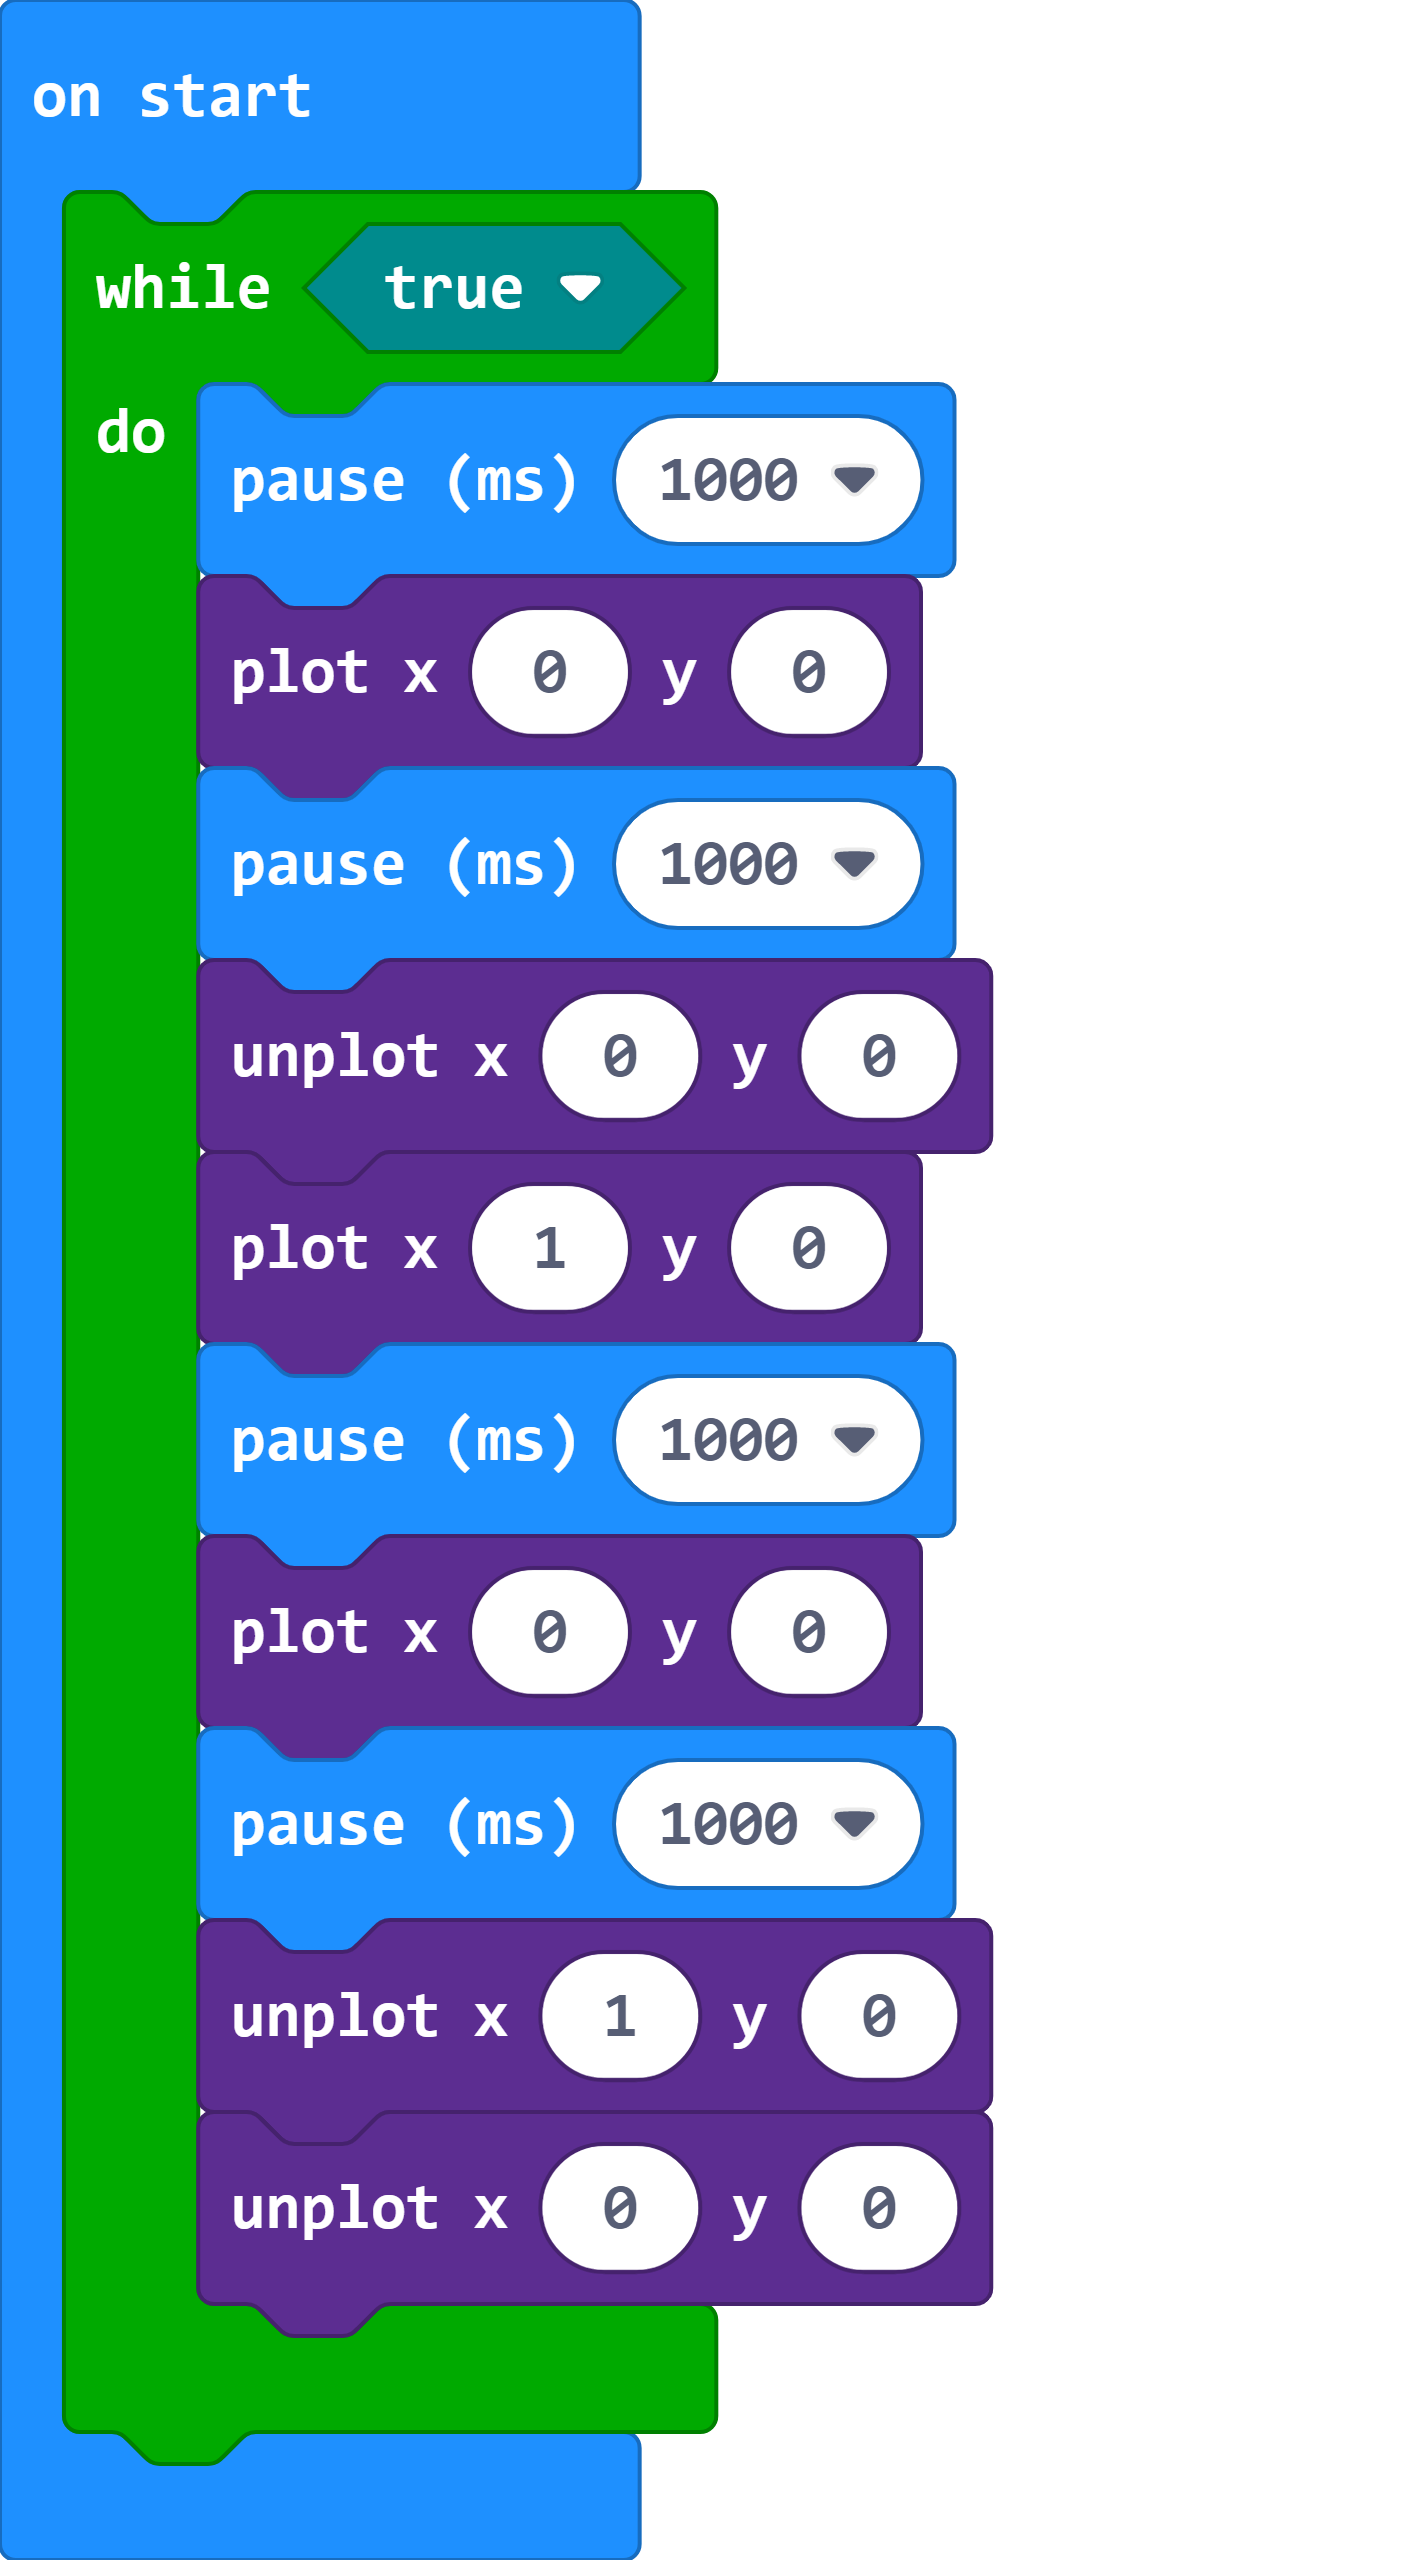 on start
while true
do
pause (ms) 1000
plot x 0 y 0
pause (ms) 1000
unplot x 0 y 0
plot x 1 y 0
pause (ms) 1000
plot x 0 y 0
pause (ms) 1000
unplot x 1 y 0
unplot x 0 y 0